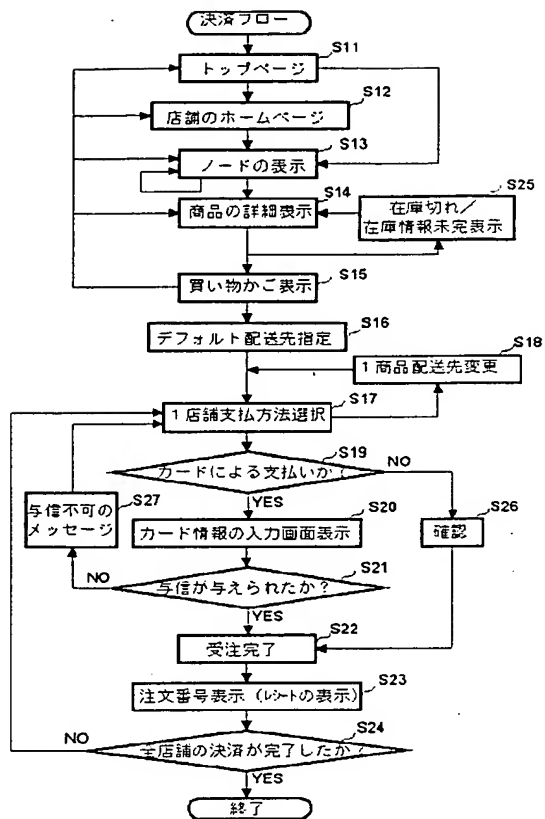 決済フロー
S11
トップページ
S12
店舗のホームページ
S13
ノードの表示
S14
商品の詳細表示
S25
在庫切れ／
在庫情報未完表示
S15
買い物かご表示
S16
デフォルト配送先指定
S18
1商品配送先変更
S17
1店舗支払方法選択
S19
カードによる支払いか？
NO
YES
S27
与信不可の
メッセージ
S20
カード情報の入力画面表示
S26
確認
S21
与信が与えられたか？
NO
YES
S22
受注完了
S23
注文番号表示（レシートの表示）
S24
全店舗の決済が完了したか？
NO
YES
終了